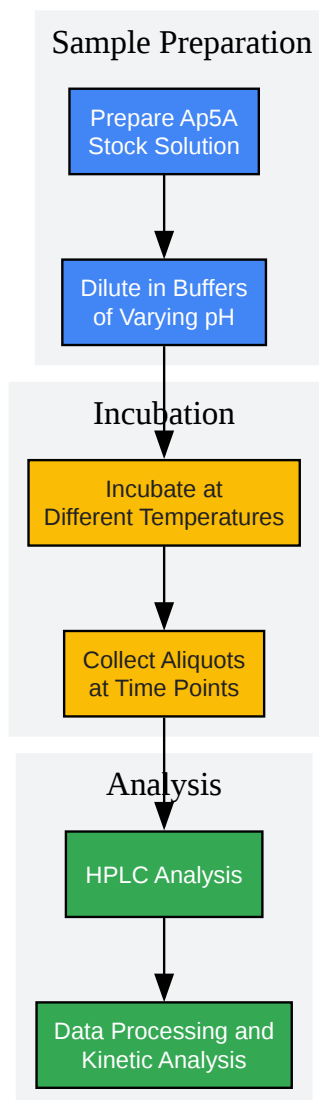 Sample Preparation
Prepare Ap5A
Stock Solution
Dilute in Buffers
of Varying pH
Incubation
Incubate at
Different Temperatures
Collect Aliquots
at Time Points
Analysis
HPLC Analysis
Data Processing and
Kinetic Analysis